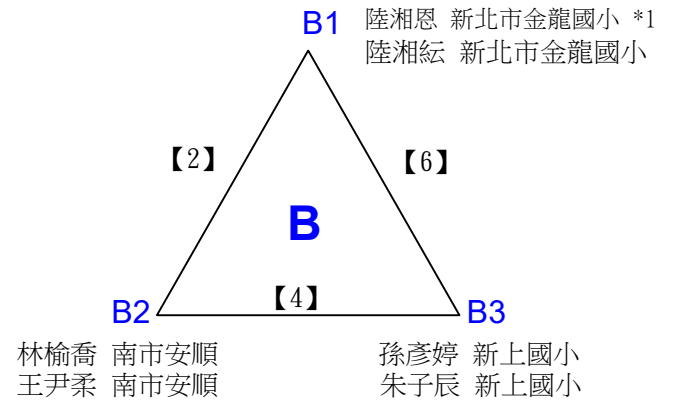 B1 陸湘恩 新北市金龍國小 *1
陸湘紜 新北市金龍國小
【2】 【6】
B
B2 【4】 B3
林榆喬 南市安順 孫彥婷 新上國小
王尹柔 南市安順 朱子辰 新上國小